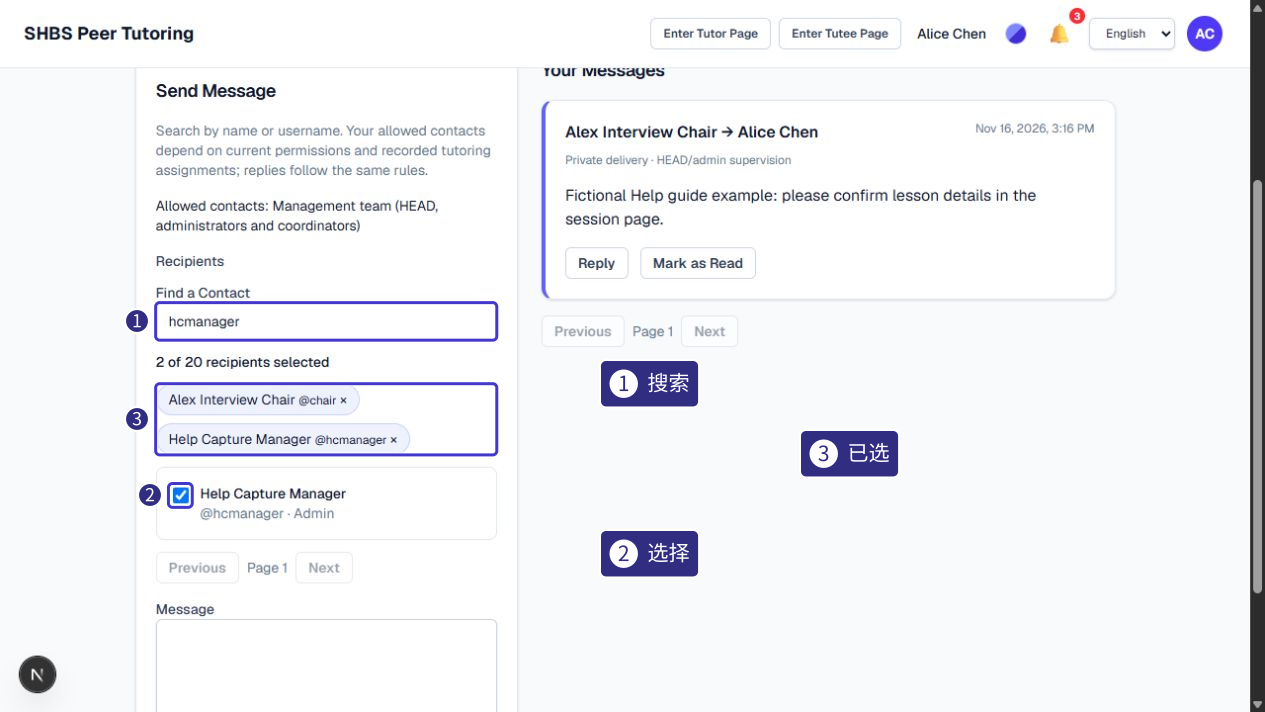 SHBS Peer Tutoring
Enter Tutor Page
Enter Tutee Page
Alice Chen
3
English
AC
Send Message
Search by name or username. Your allowed contacts
depend on current permissions and recorded tutoring
assignments; replies follow the same rules.
Allowed contacts: Management team (HEAD,
administrators and coordinators)
Recipients
Find a Contact
1
hcmanager
2 of 20 recipients selected
3
Alex Interview Chair @chair ×
Help Capture Manager @hcmanager ×
2
Help Capture Manager
@hcmanager · Admin
Previous
Page 1
Next
Message
N
Your Messages
Alex Interview Chair → Alice Chen
Nov 16, 2026, 3:16 PM
Private delivery · HEAD/admin supervision
Fictional Help guide example: please confirm lesson details in the
session page.
Reply
Mark as Read
Previous
Page 1
Next
1 搜索
3 已选
2 选择